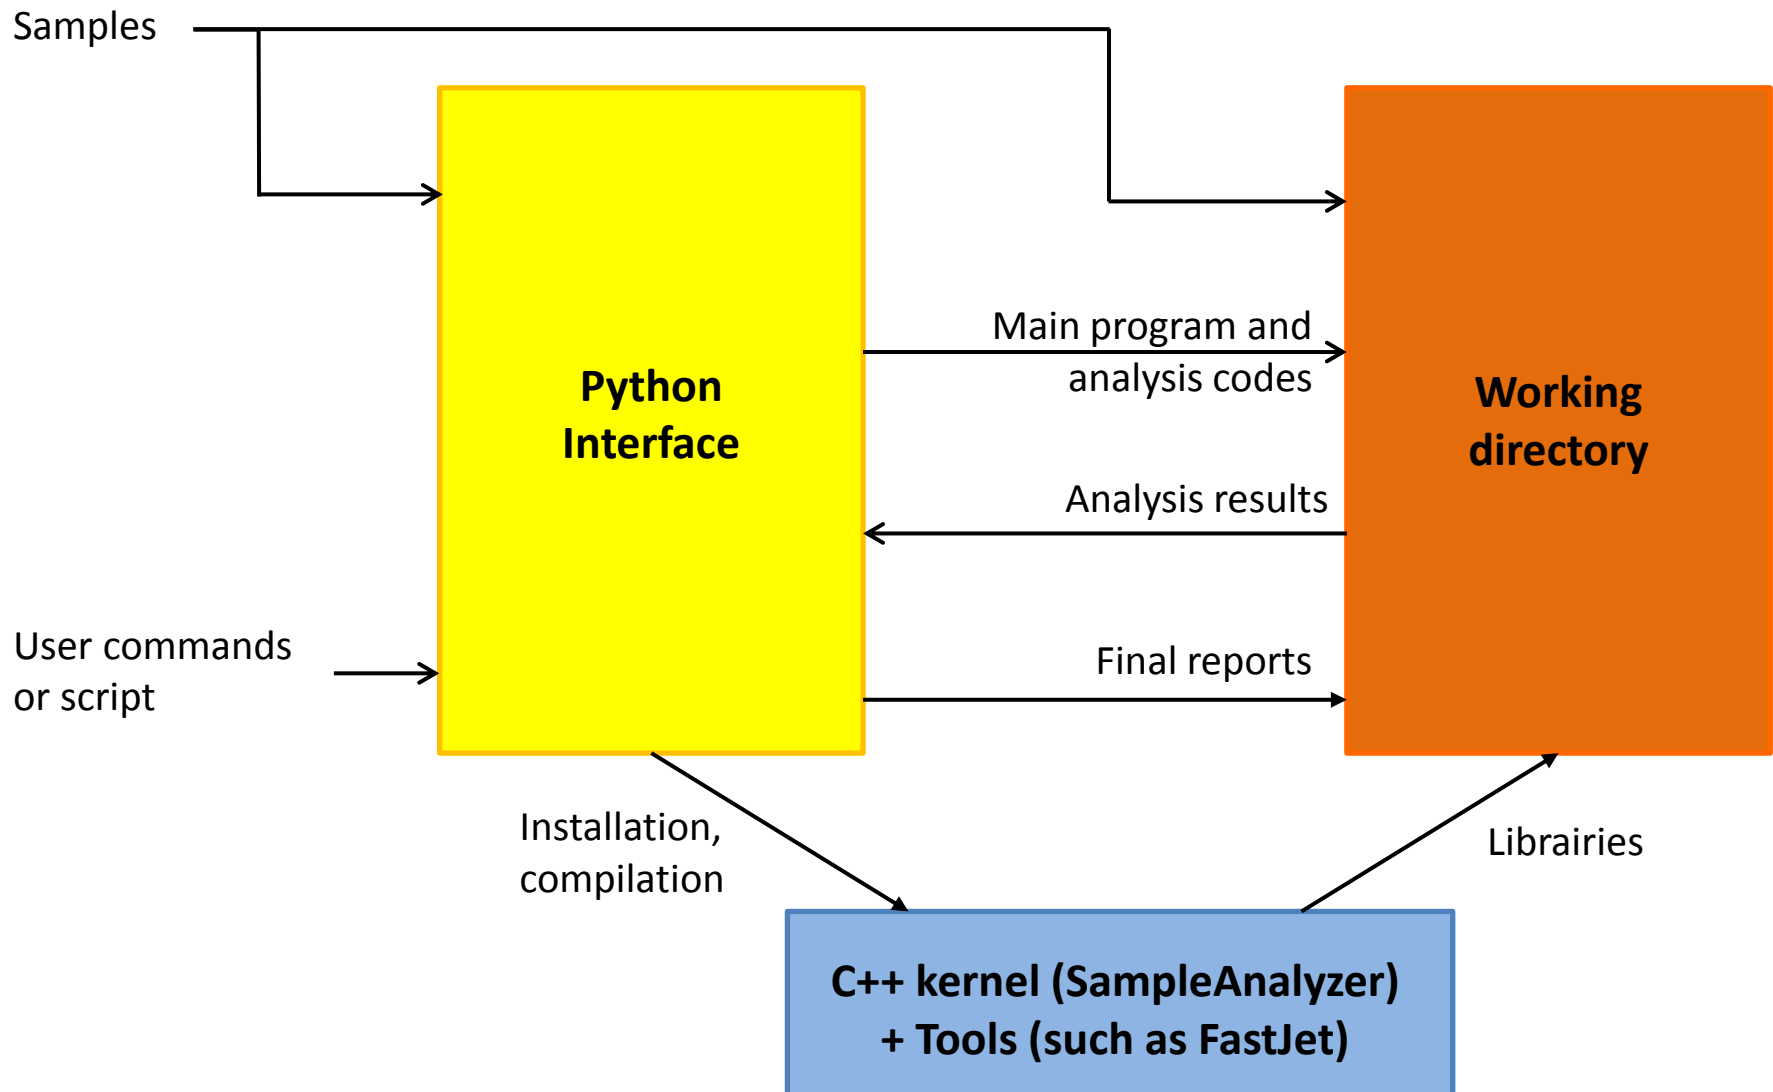 Samples
Python
Interface
Main program and
analysis codes
Working
directory
Analysis results
User commands
or script
Final reports
Installation,
compilation
Librairies
C++ kernel (SampleAnalyzer)
+ Tools (such as FastJet)